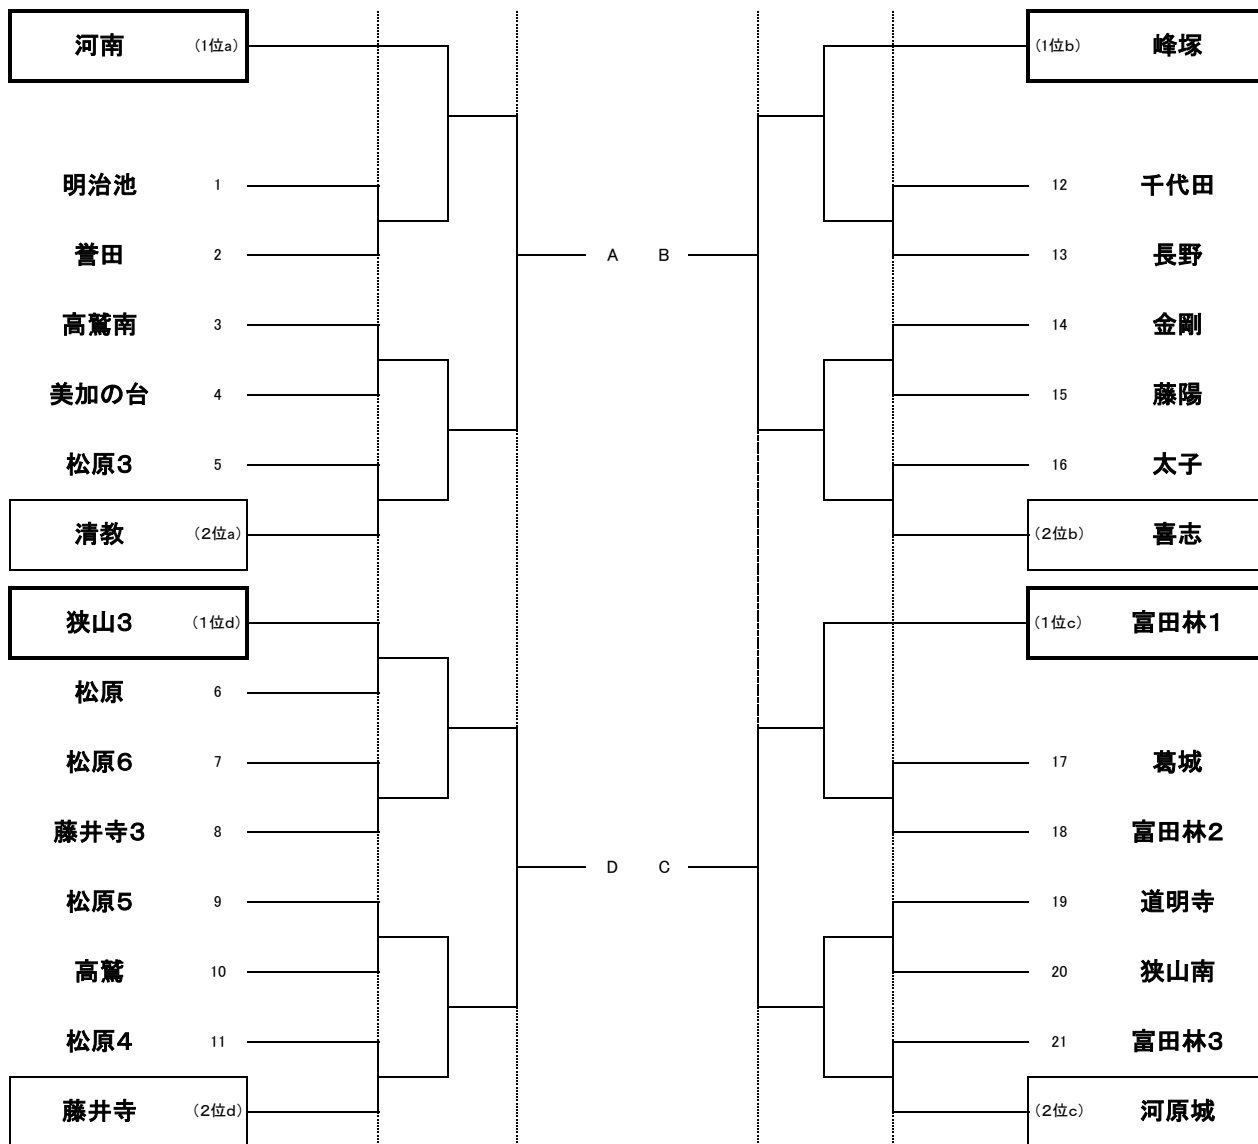 河南 (1位a)
明治池 1
誉田 2
高鷲南 3
美加の台 4
松原3 5
清教 (2位a)
A
狭山3 (1位d)
松原 6
松原6 7
藤井寺3 8
松原5 9
高鷲 10
松原4 11
藤井寺 (2位d)
D
(1位b) 峰塚
12 千代田
13 長野
B
14 金剛
15 藤陽
16 太子
(2位b) 喜志
(1位c) 富田林1
17 葛城
18 富田林2
C
19 道明寺
20 狭山南
21 富田林3
(2位c) 河原城